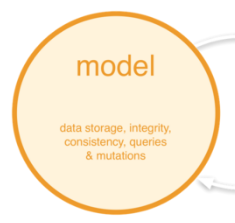 model
data storage, integrity,
consistency, queries
& mutations